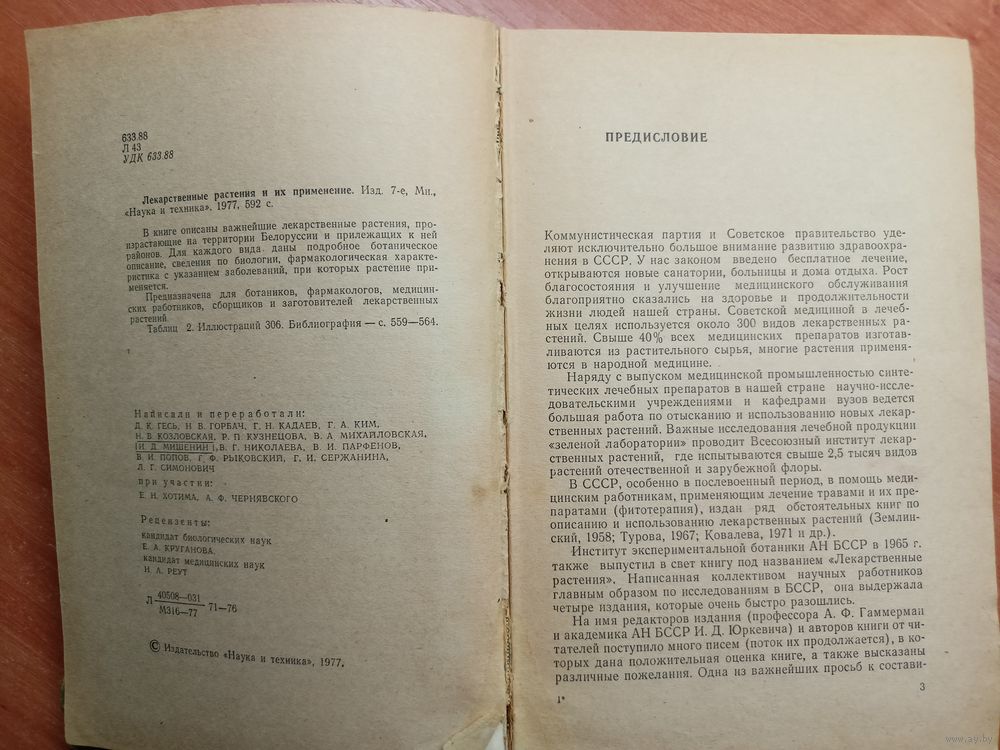 633.88
Л 43
УДК 633.88
Лекарственные растения и их применение. Изд. 7-е, Мн.,
«Наука и техника», 1977, 592 с.
В книге описаны важнейшие лекарственные растения, про-
израстающие на территории Белоруссии и прилежащих к ней
районов. Для каждого вида даны подробное ботаническое
описание, сведения по биологии, фармакологическая характе-
ристика с указанием заболеваний, при которых растение при-
меняется.
Предназначена для ботаников, фармакологов, медицин-
ских работников, сборщиков и заготовителей лекарственных
растений.
Таблиц 2. Иллюстраций 306. Библиография — с. 559—564.
Написали и переработали:
Д. К. ГЕСЬ, Н. В. ГОРБАЧ, Г. Н. КАДАЕВ, Г. А. КИМ,
Н. В. КОЗЛОВСКАЯ, Р. П. КУЗНЕЦОВА, В. А. МИХАЙЛОВСКАЯ,
И. Д. МИШЕНИН, В. Г. НИКОЛАЕВА, В. И. ПАРФЕНОВ,
В. И. ПОПОВ, Г. Ф. РЫКОВСКИЙ, Г. И. СЕРЖАНИНА,
Л. Г. СИМОНОВИЧ
при участии:
Е. Н. ХОТИМА, А. Ф. ЧЕРНЯВСКОГО
Рецензенты:
кандидат биологических наук
Е. А. КРУГАНОВА,
кандидат медицинских наук
Н. А. РЕУТ
Л 40508—031 / М316—77 71—76
© Издательство «Наука и техника», 1977.
ПРЕДИСЛОВИЕ
Коммунистическая партия и Советское правительство уде-
ляют исключительно большое внимание развитию здравоохра-
нения в СССР. У нас законом введено бесплатное лечение,
открываются новые санатории, больницы и дома отдыха. Рост
благосостояния и улучшение медицинского обслуживания
благоприятно сказались на здоровье и продолжительности
жизни людей нашей страны. Советской медициной в лечеб-
ных целях используется около 300 видов лекарственных ра-
стений. Свыше 40% всех медицинских препаратов изготав-
ливаются из растительного сырья, многие растения применя-
ются в народной медицине.
Наряду с выпуском медицинской промышленностью синте-
тических лечебных препаратов в нашей стране научно-иссле-
довательскими учреждениями и кафедрами вузов ведется
большая работа по отысканию и использованию новых лекар-
ственных растений. Важные исследования лечебной продукции
«зеленой лаборатории» проводит Всесоюзный институт лекар-
ственных растений, где испытываются свыше 2,5 тысяч видов
растений отечественной и зарубежной флоры.
В СССР, особенно в послевоенный период, в помощь меди-
цинским работникам, применяющим лечение травами и их пре-
паратами (фитотерапия), издан ряд обстоятельных книг по
описанию и использованию лекарственных растений (Землин-
ский, 1958; Турова, 1967; Ковалева, 1971 и др.).
Институт экспериментальной ботаники АН БССР в 1965 г.
также выпустил в свет книгу под названием «Лекарственные
растения». Написанная коллективом научных работников
главным образом по исследованиям в БССР, она выдержала
четыре издания, которые очень быстро разошлись.
На имя редакторов издания (профессора А. Ф. Гаммерман
и академика АН БССР И. Д. Юркевича) и авторов книги от чи-
тателей поступило много писем (поток их продолжается), в ко-
торых дана положительная оценка книге, а также высказаны
различные пожелания. Одна из важнейших просьб к состави-
1*
3
www.ay.by